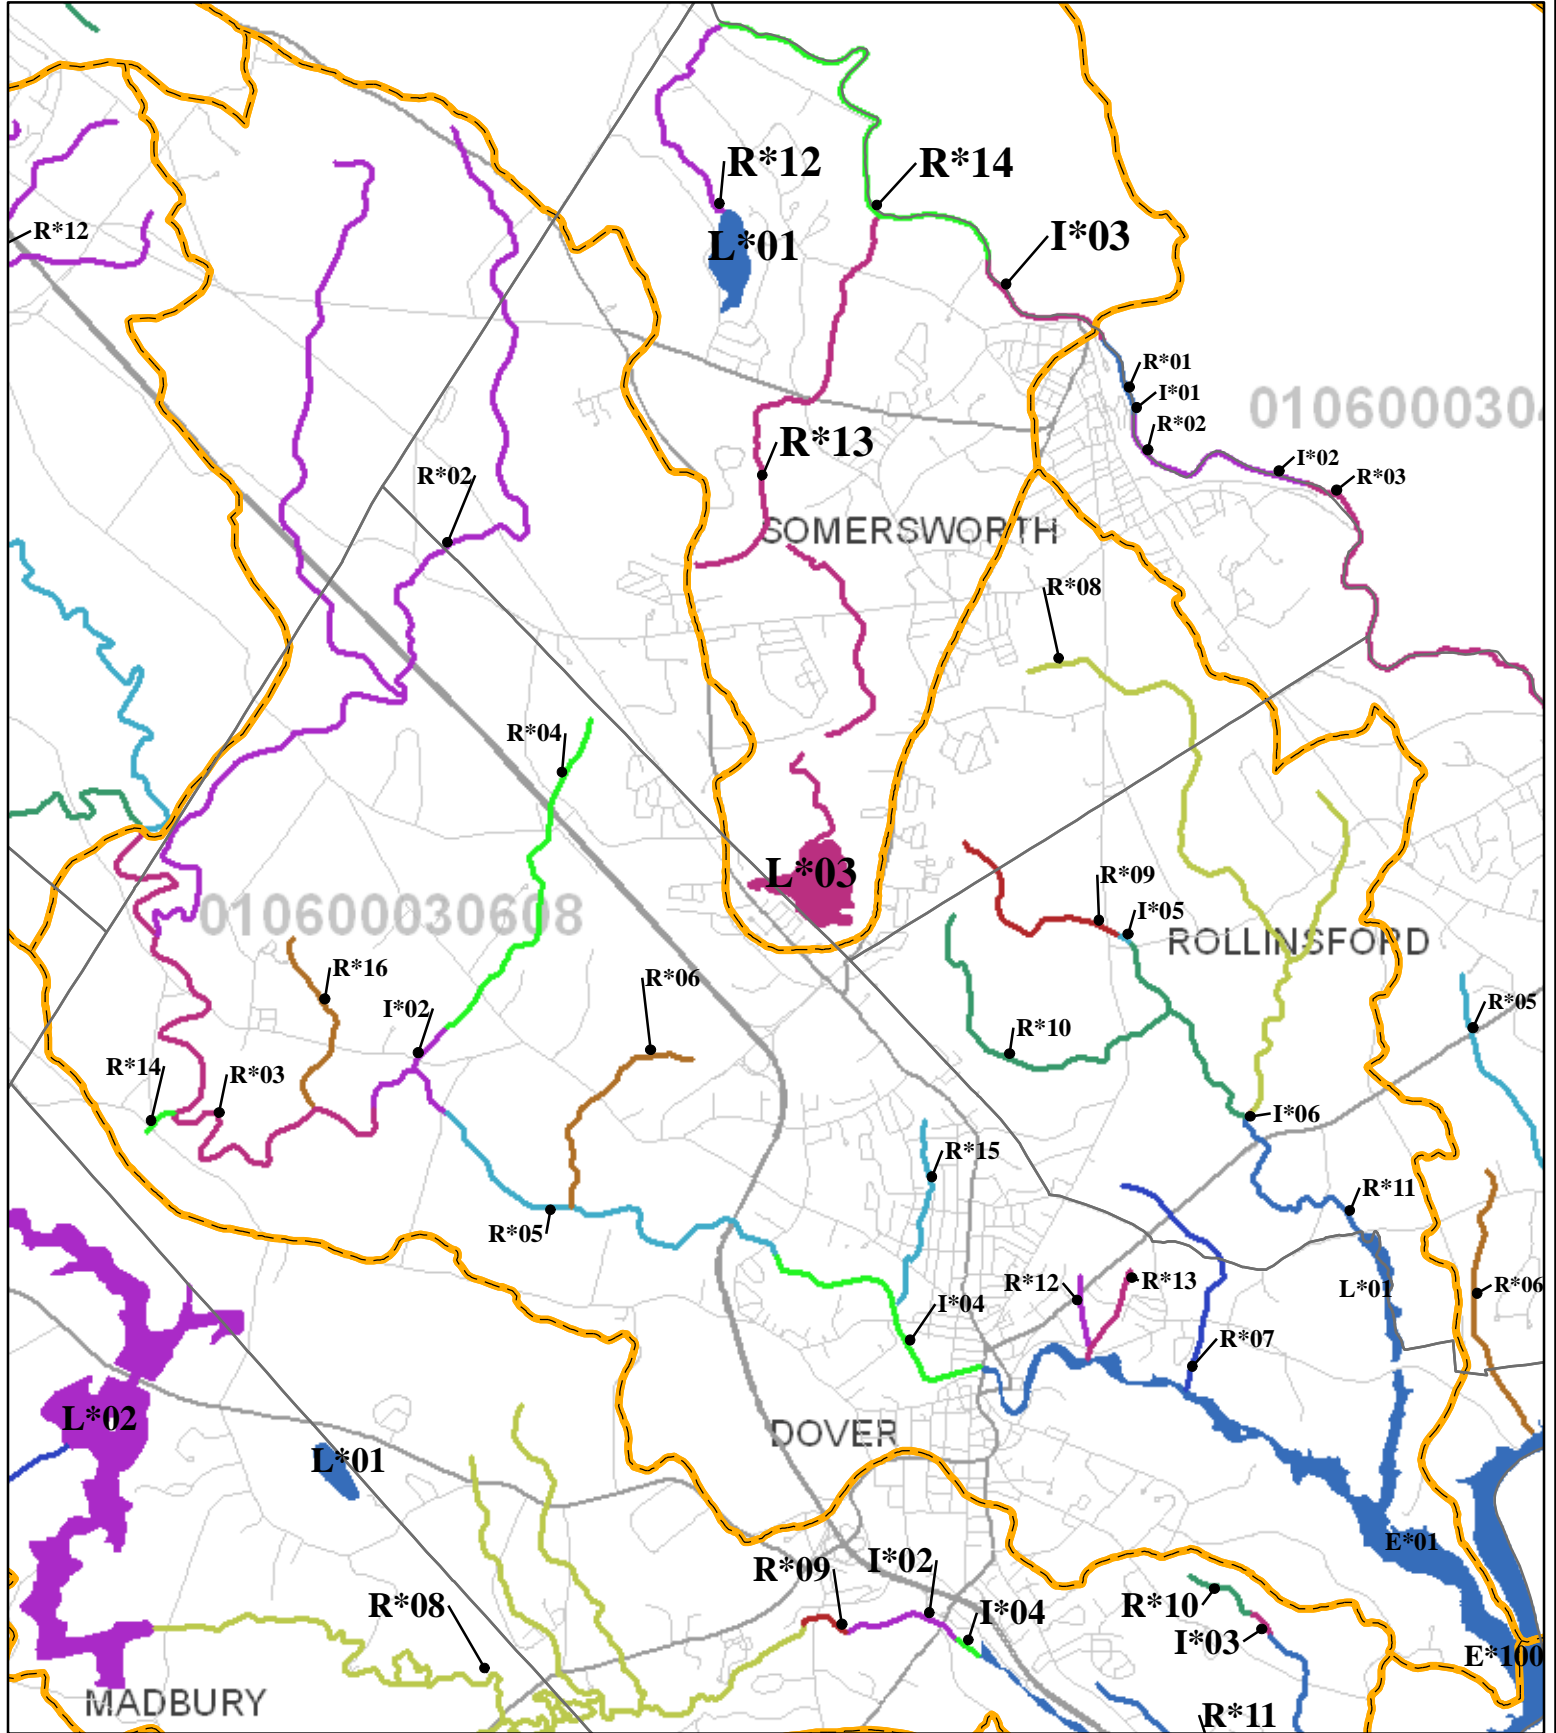 R*12
R*14
R*12
L*01
I*03
R*01
I*01
R*02
010600030
R*13
I*02
R*03
R*02
SOMERSWORTH
R*08
R*04
L*03
R*09
I*05
010600030608
ROLLINSFORD
R*16
R*06
I*02
R*05
R*10
R*14
R*03
I*06
R*15
R*11
R*05
R*12
R*13
L*01
R*06
I*04
R*07
L*02
DOVER
L*01
E*01
I*02
R*09
R*08
I*04
R*10
I*03
E*100
MADBURY
R*11